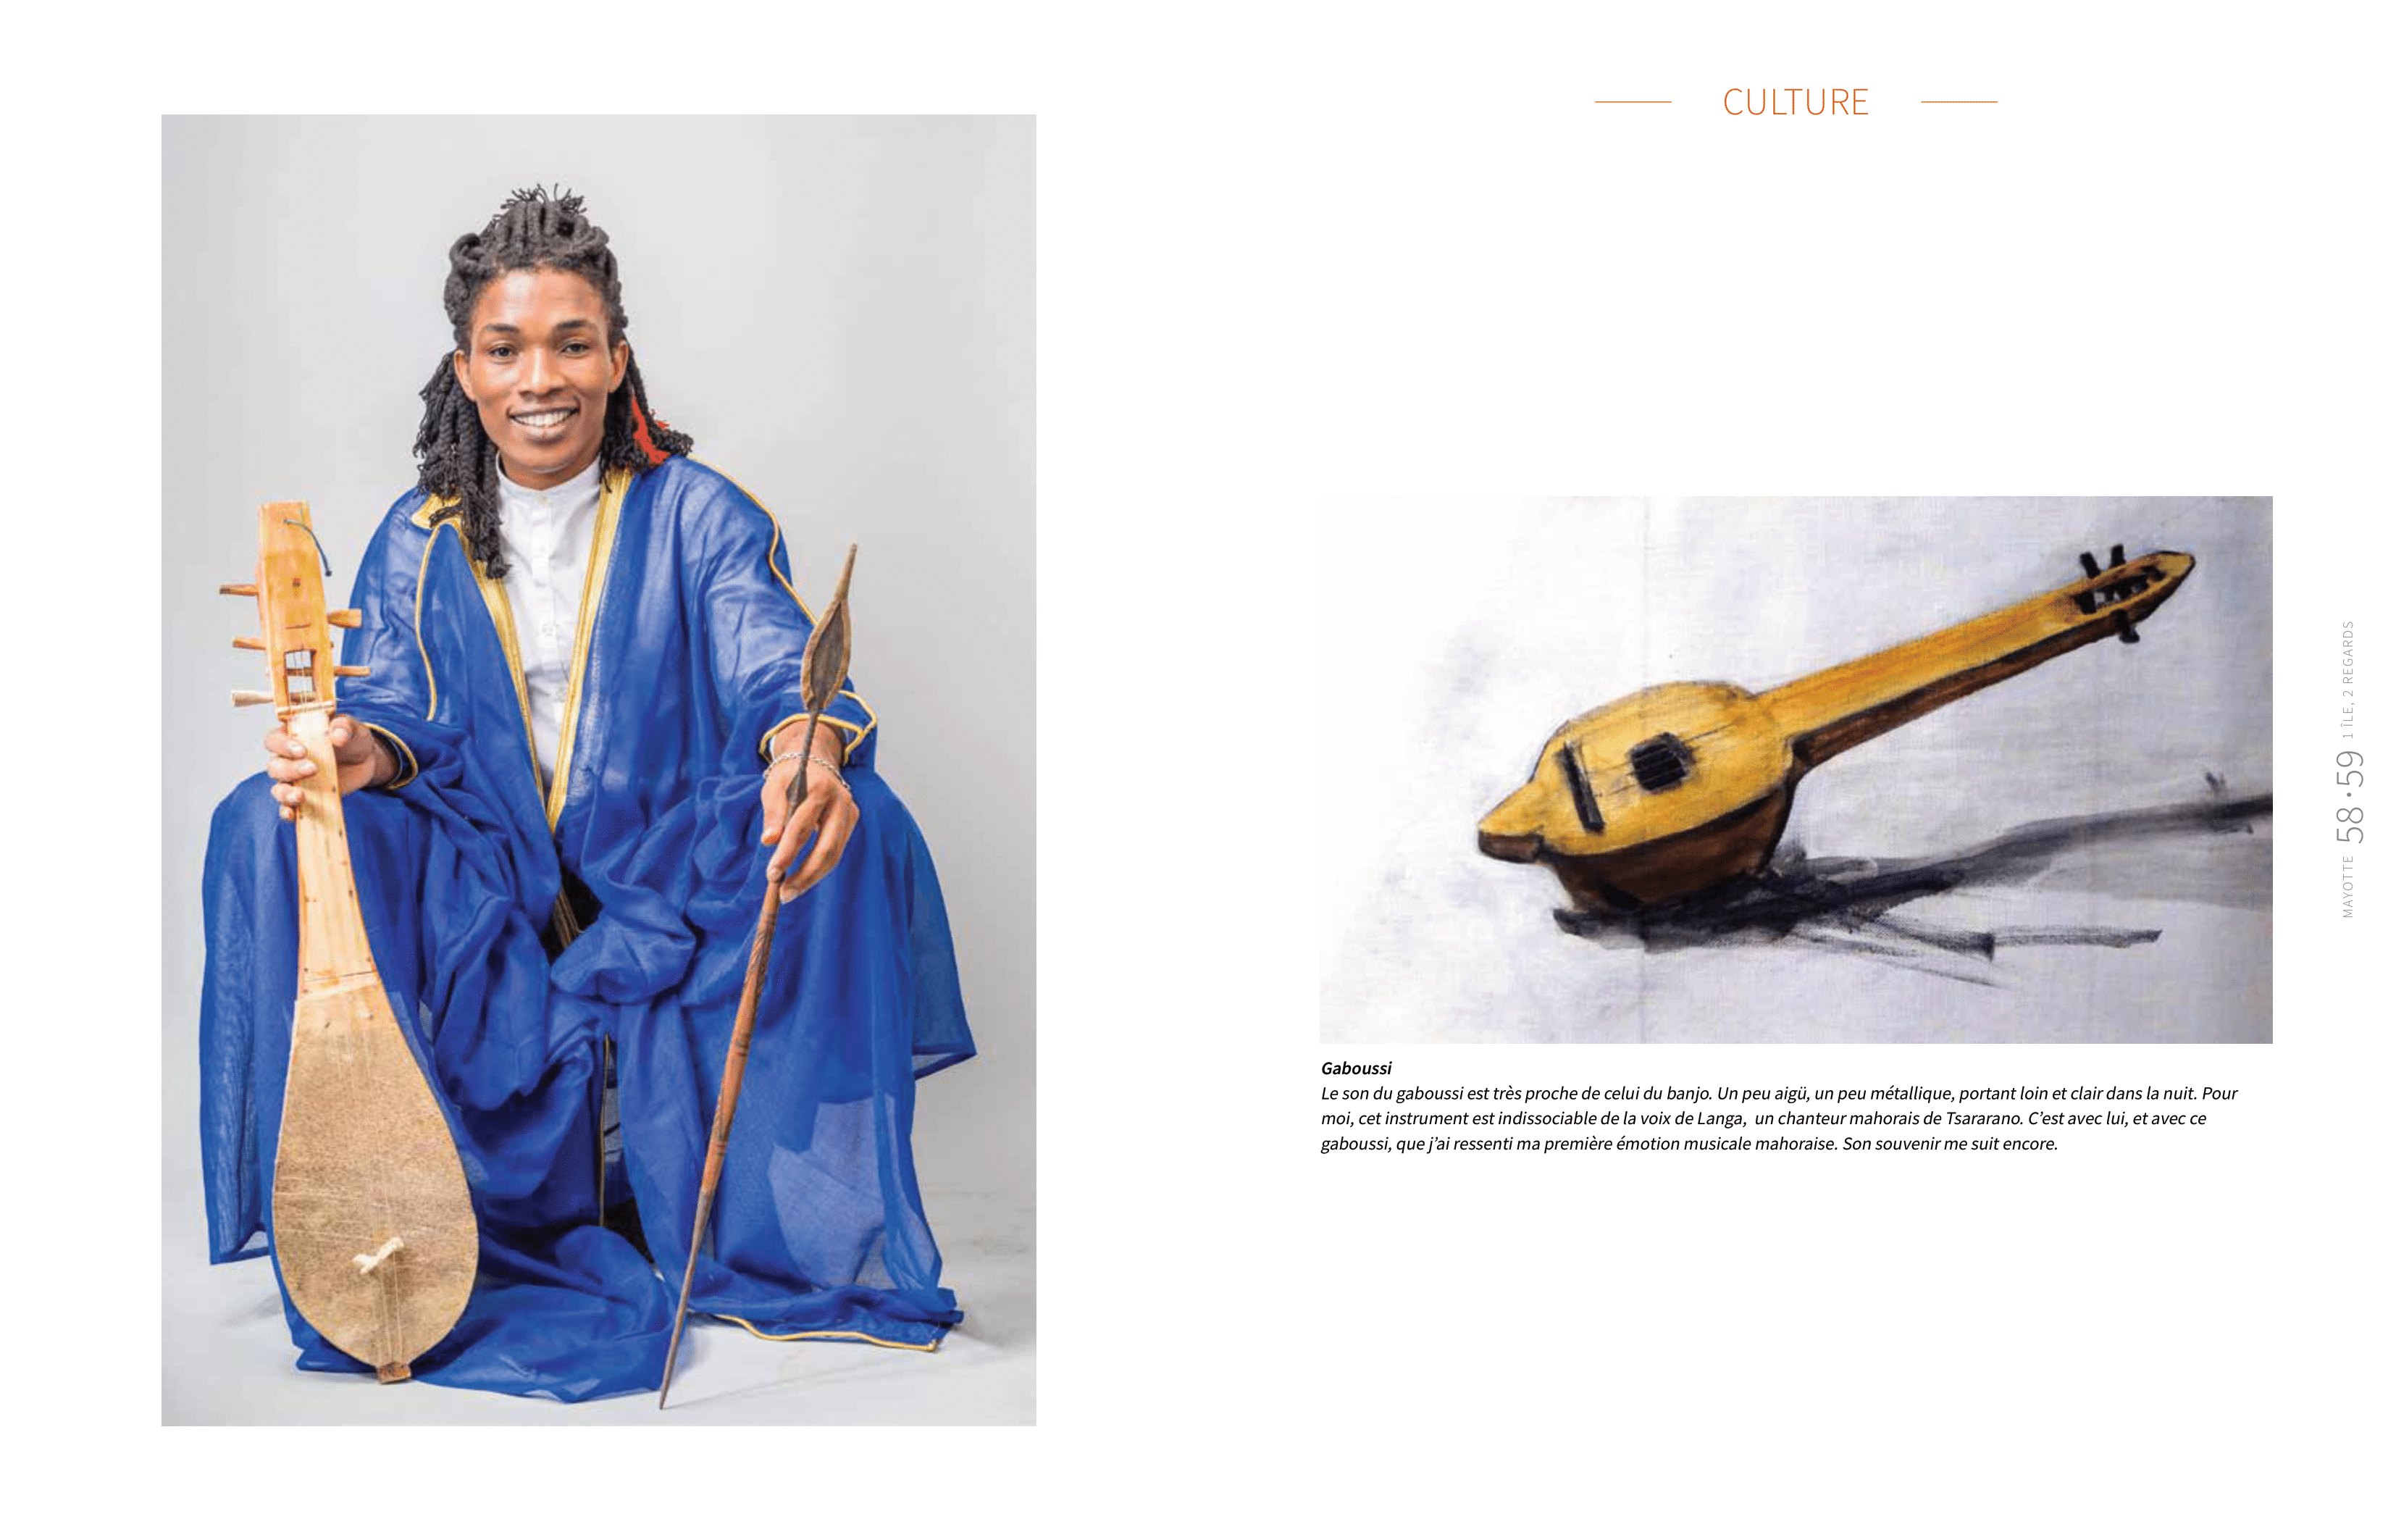 CULTURE
Gaboussi
Le son du gaboussi est très proche de celui du banjo. Un peu aigü, un peu métallique, portant loin et clair dans la nuit. Pour
moi, cet instrument est indissociable de la voix de Langa,  un chanteur mahorais de Tsararano. C’est avec lui, et avec ce
gaboussi, que j’ai ressenti ma première émotion musicale mahoraise. Son souvenir me suit encore.
MAYOTTE 58•59 1 ÎLE, 2 REGARDS